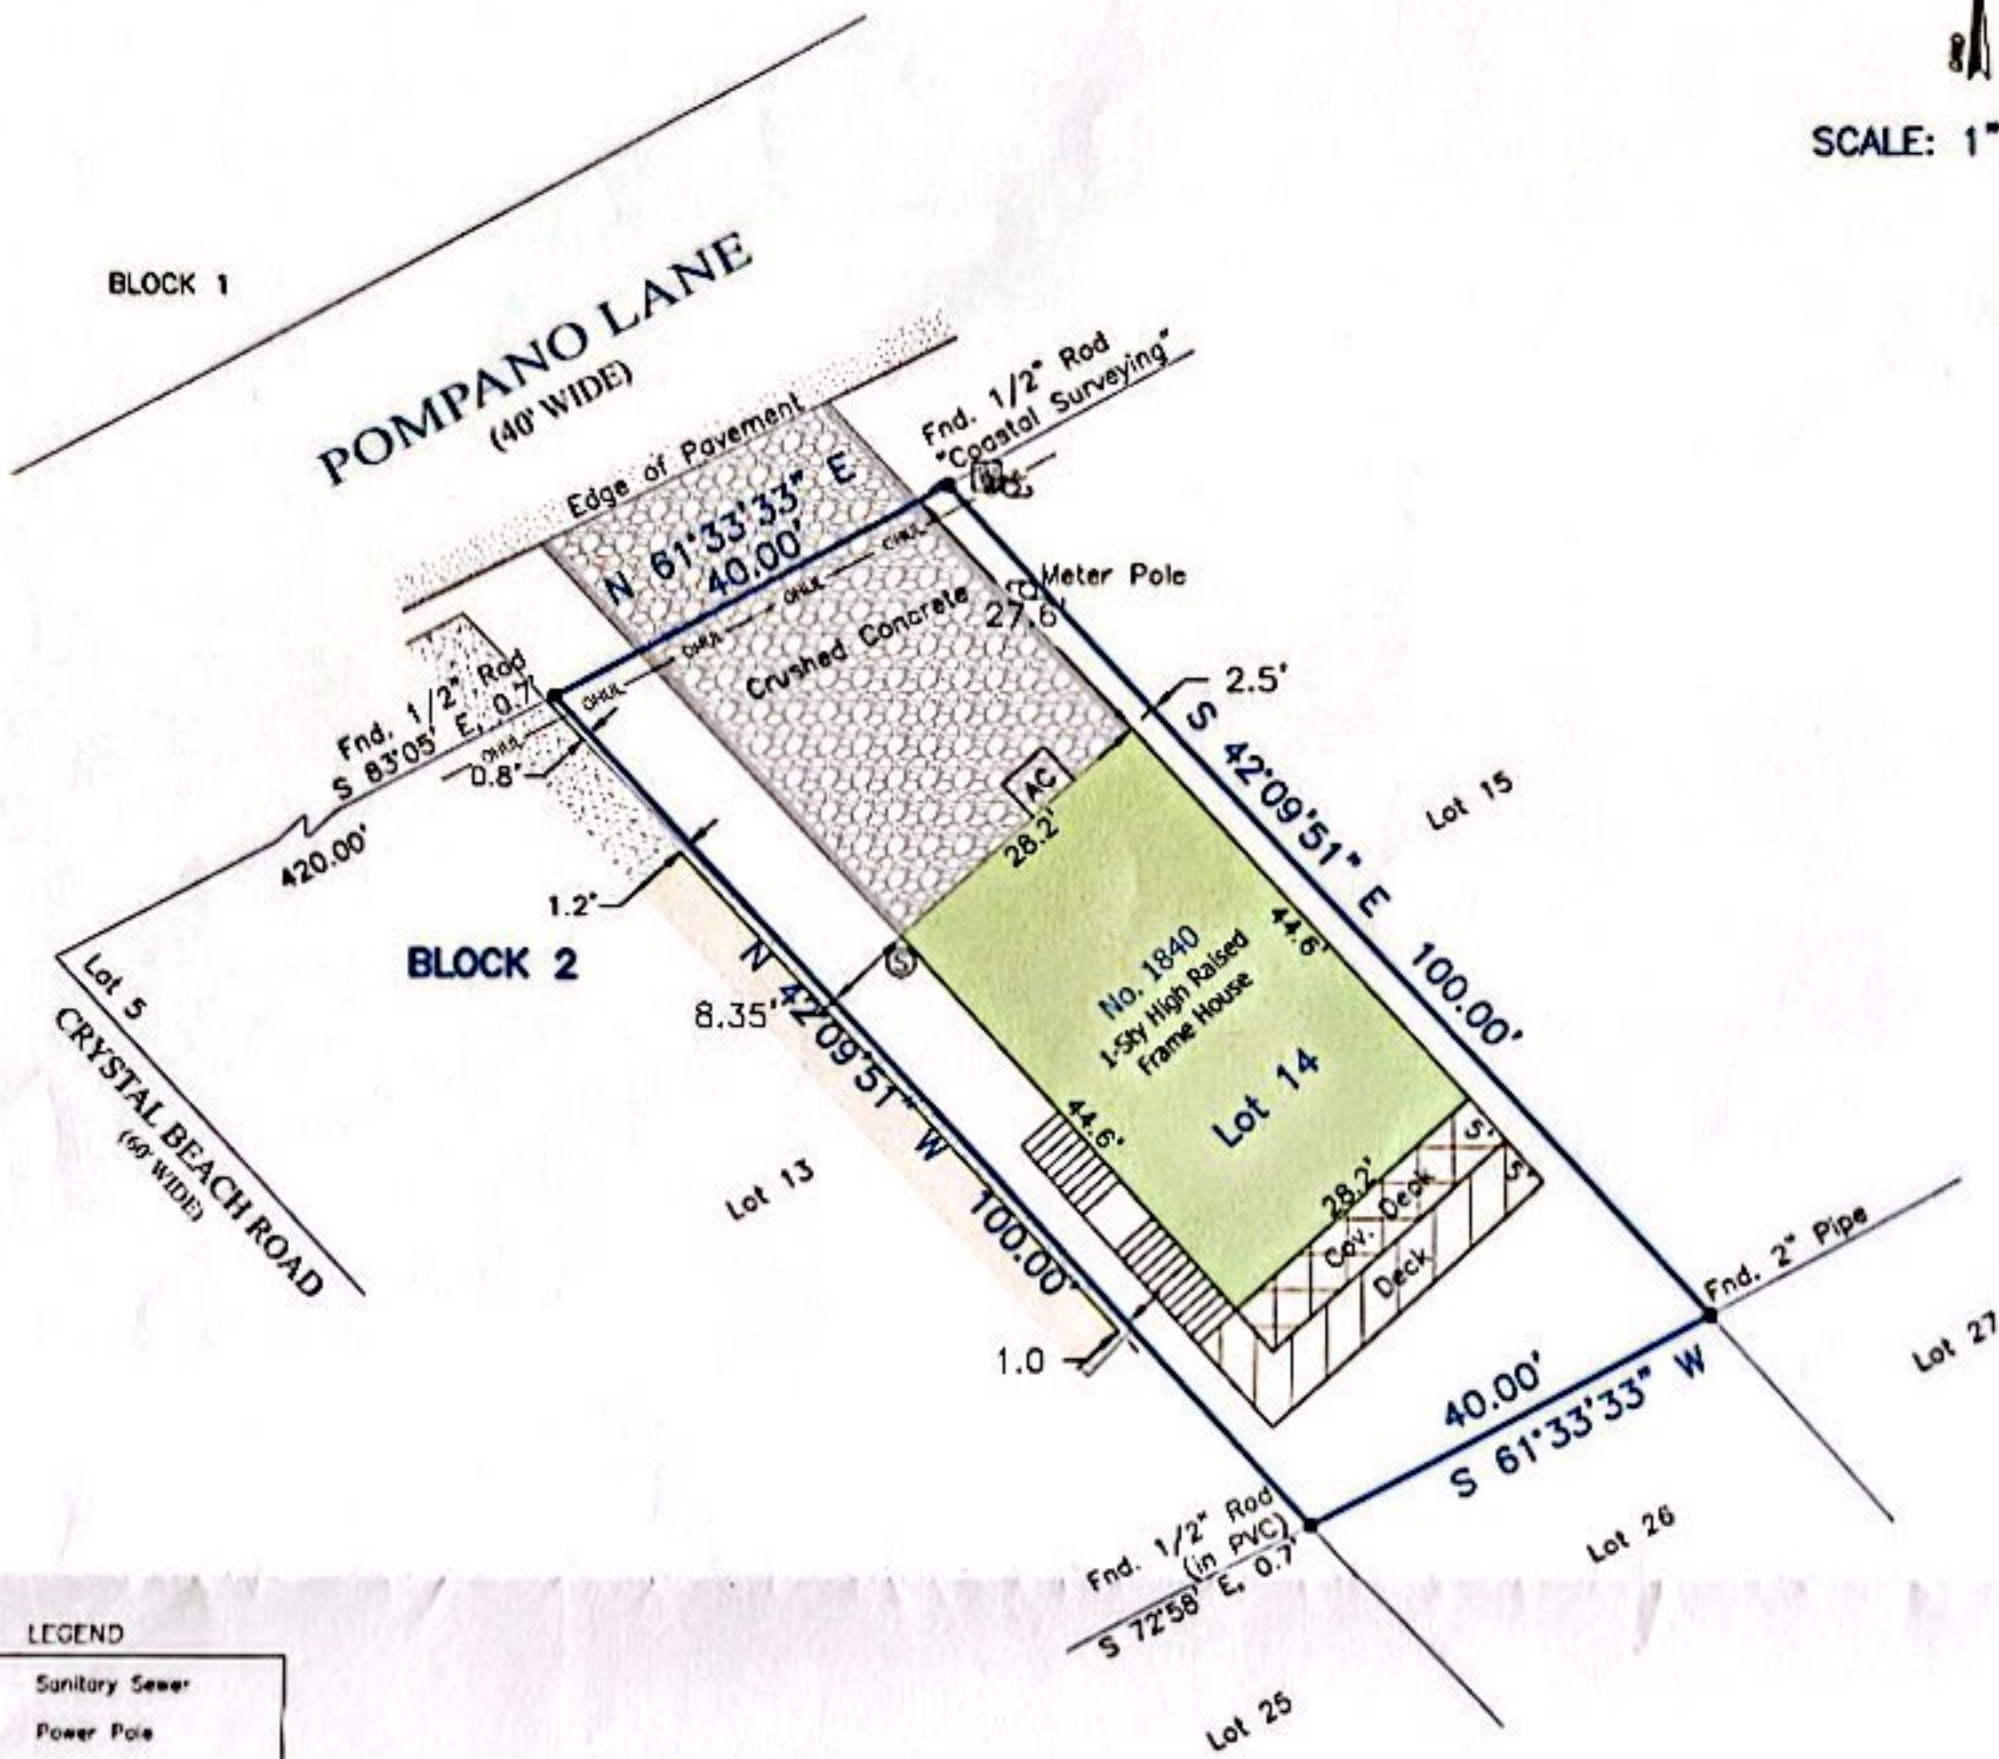 SCALE: 1"
BLOCK 1
POMPANO LANE
(40' WIDE)
Edge of Pavement
Fnd. 1/2" Rod
"Coastal Surveying"
N 61°33'33" E
40.00'
OHUL
OHUL
OHUL
OHUL
OHUL
Crushed Concrete
27.6'
Meter Pole
2.5'
Fnd. 1/2" Rod
S 83°05' E, 0.7'
0.8'
420.00'
1.2'
AC
28.2'
S 42°09'51" E 100.00'
Lot 15
BLOCK 2
Lot 5
CRYSTAL BEACH ROAD
(60' WIDE)
S
8.35'
N 42°09'51" W 100.00'
44.6'
No. 1840
1-Sty High Raised
Frame House
Lot 14
44.6'
28.2'
5'
Cov. Deck
5'
Deck
Lot 13
1.0
Fnd. 2" Pipe
Lot 27
40.00'
S 61°33'33" W
Fnd. 1/2" Rod
(in PVC)
S 72°58' E, 0.7'
Lot 26
Lot 25
LEGEND
Sanitary Sewer
Power Pole